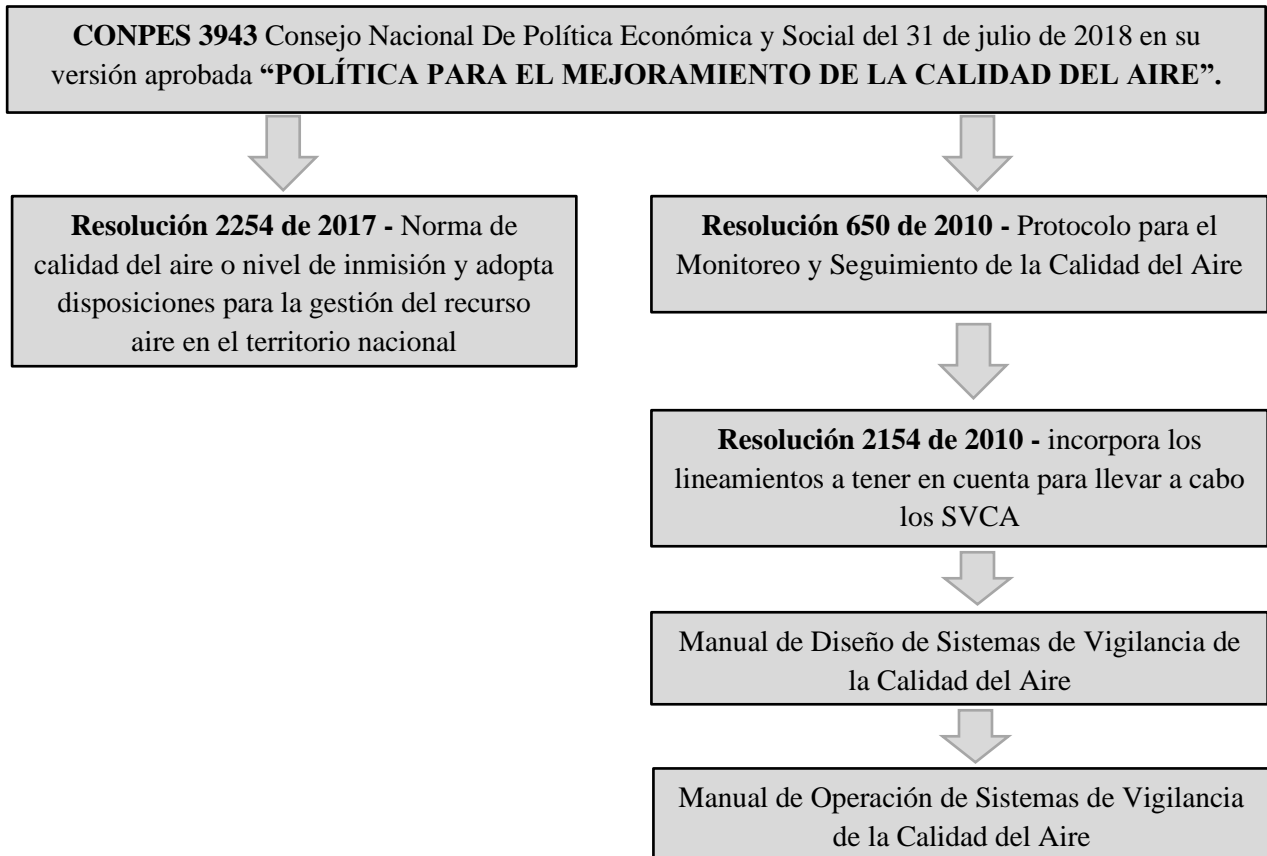 CONPES 3943 Consejo Nacional De Política Económica y Social del 31 de julio de 2018 en su
versión aprobada “POLÍTICA PARA EL MEJORAMIENTO DE LA CALIDAD DEL AIRE”.
Resolución 2254 de 2017 - Norma de
calidad del aire o nivel de inmisión y adopta
disposiciones para la gestión del recurso
aire en el territorio nacional
Resolución 650 de 2010 - Protocolo para el
Monitoreo y Seguimiento de la Calidad del Aire
Resolución 2154 de 2010 - incorpora los
lineamientos a tener en cuenta para llevar a cabo
los SVCA
Manual de Diseño de Sistemas de Vigilancia de
la Calidad del Aire
Manual de Operación de Sistemas de Vigilancia
de la Calidad del Aire